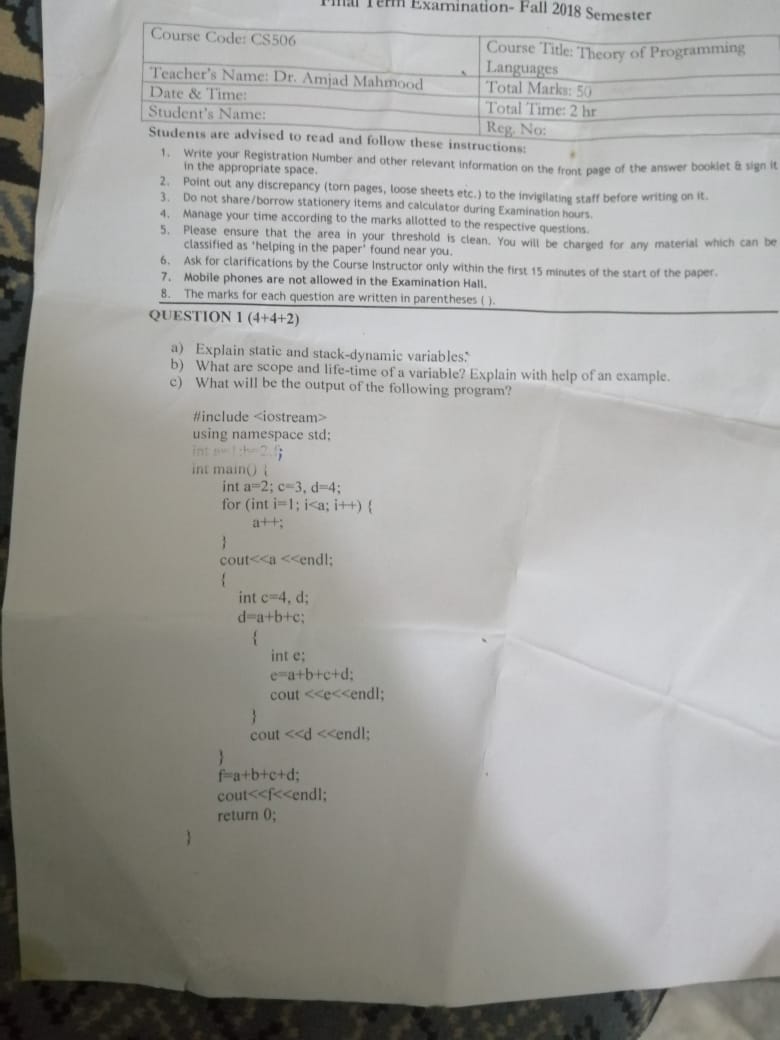 Final Term Examination- Fall 2018 Semester
Course Code: CS506
Course Title: Theory of Programming
Languages
Teacher's Name: Dr. Amjad Mahmood
Total Marks: 50
Date & Time:
Total Time: 2 hr
Student's Name:
Reg. No:
Students are advised to read and follow these instructions:
1. Write your Registration Number and other relevant information on the front page of the answer booklet & sign it
in the appropriate space.
2. Point out any discrepancy (torn pages, loose sheets etc.) to the invigilating staff before writing on it.
3. Do not share/borrow stationery items and calculator during Examination hours.
4. Manage your time according to the marks allotted to the respective questions.
5. Please ensure that the area in your threshold is clean. You will be charged for any material which can be
classified as 'helping in the paper' found near you.
6. Ask for clarifications by the Course Instructor only within the first 15 minutes of the start of the paper.
7. Mobile phones are not allowed in the Examination Hall.
8. The marks for each question are written in parentheses ( ).
QUESTION 1 (4+4+2)
a) Explain static and stack-dynamic variables.
b) What are scope and life-time of a variable? Explain with help of an example.
c) What will be the output of the following program?
#include <iostream>
using namespace std;
int
int main() {
int a=2; c=3, d=4;
for (int i=1; i<a; i++) {
a++;
}
cout<<a <<endl;
{
int c=4, d;
d=a+b+c;
{
int e;
e=a+b+c+d;
cout <<e<<endl;
}
cout <<d <<endl;
}
f=a+b+c+d;
cout<<f<<endl;
return 0;
}